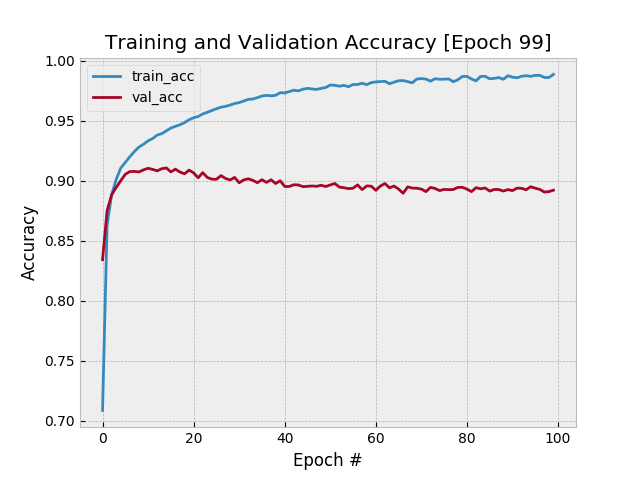 Training and Validation Accuracy [Epoch 99]
train_acc
val_acc
1.00
0.95
0.90
0.85
0.80
0.75
0.70
Accuracy
0
20
40
60
80
100
Epoch #